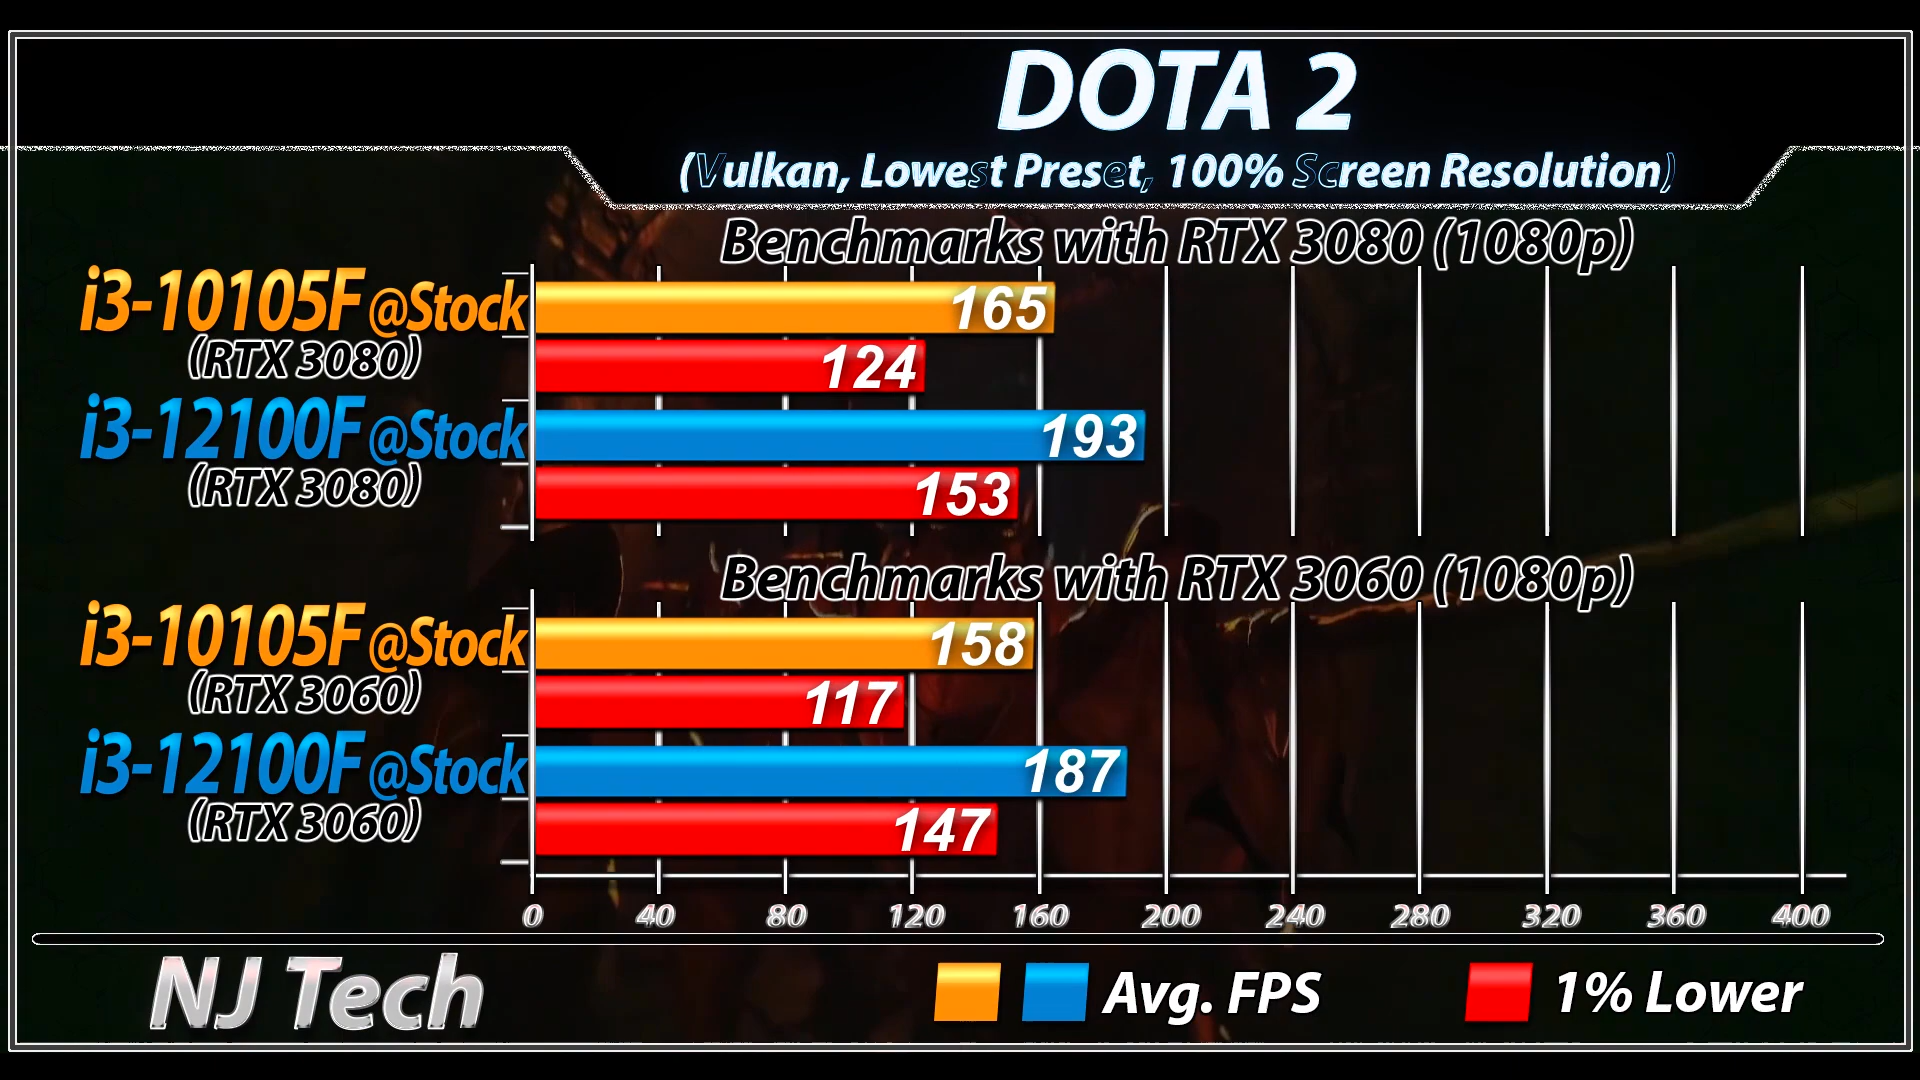 DOTA 2
(Vulkan, Lowest Preset, 100% Screen Resolution)
Benchmarks with RTX 3080 (1080p)
i3-10105F @Stock
(RTX 3080)
165
124
i3-12100F @Stock
(RTX 3080)
193
153
Benchmarks with RTX 3060 (1080p)
i3-10105F @Stock
(RTX 3060)
158
117
i3-12100F @Stock
(RTX 3060)
187
147
0 40 80 120 160 200 240 280 320 360 400
NJ Tech
Avg. FPS
1% Lower